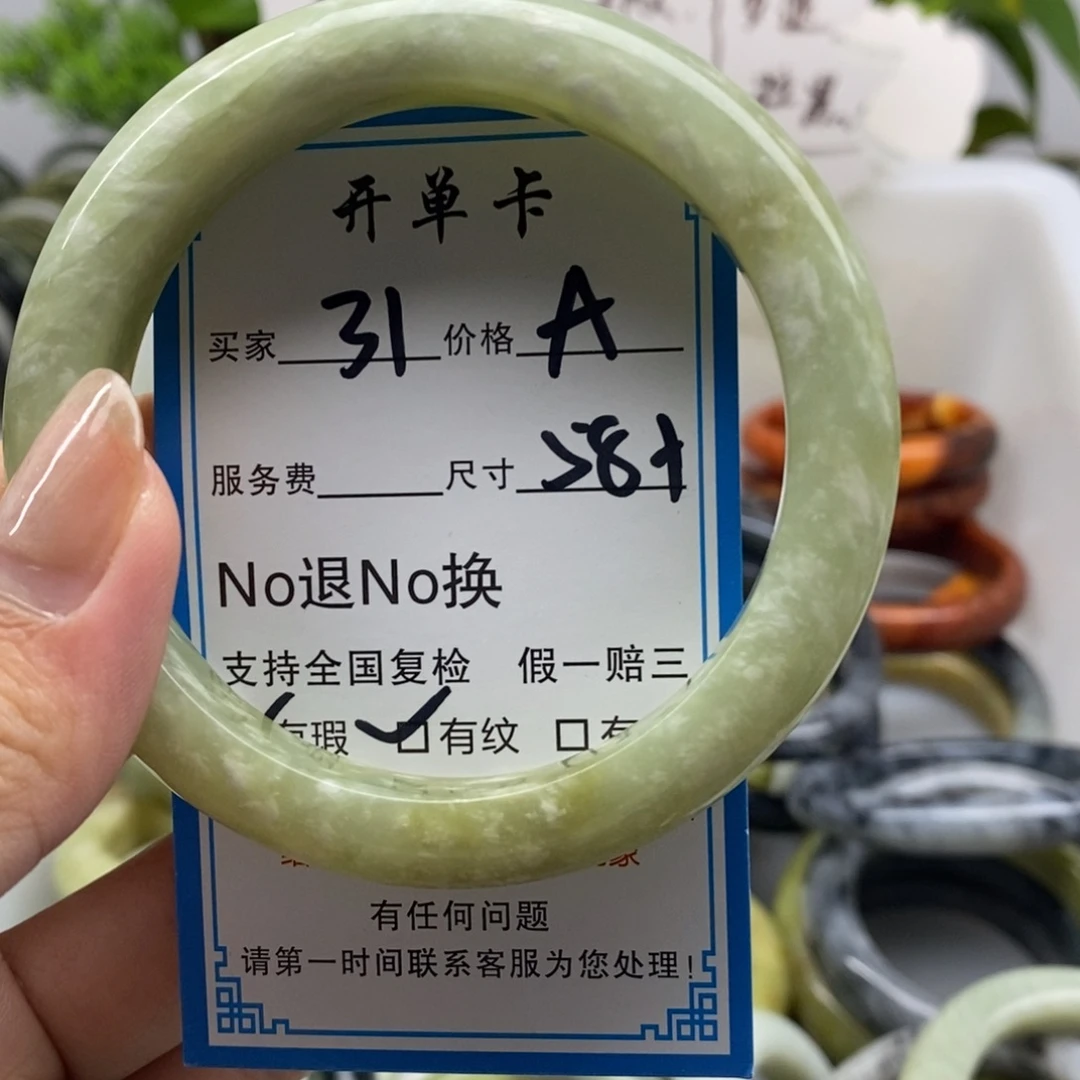 开单卡
买家 31 价格 A
服务费 尺寸 58+
No退No换
支持全国复检 假一赔三
有瑕 ✓☐有纹 ☐有
有任何问题
请第一时间联系客服为您处理!